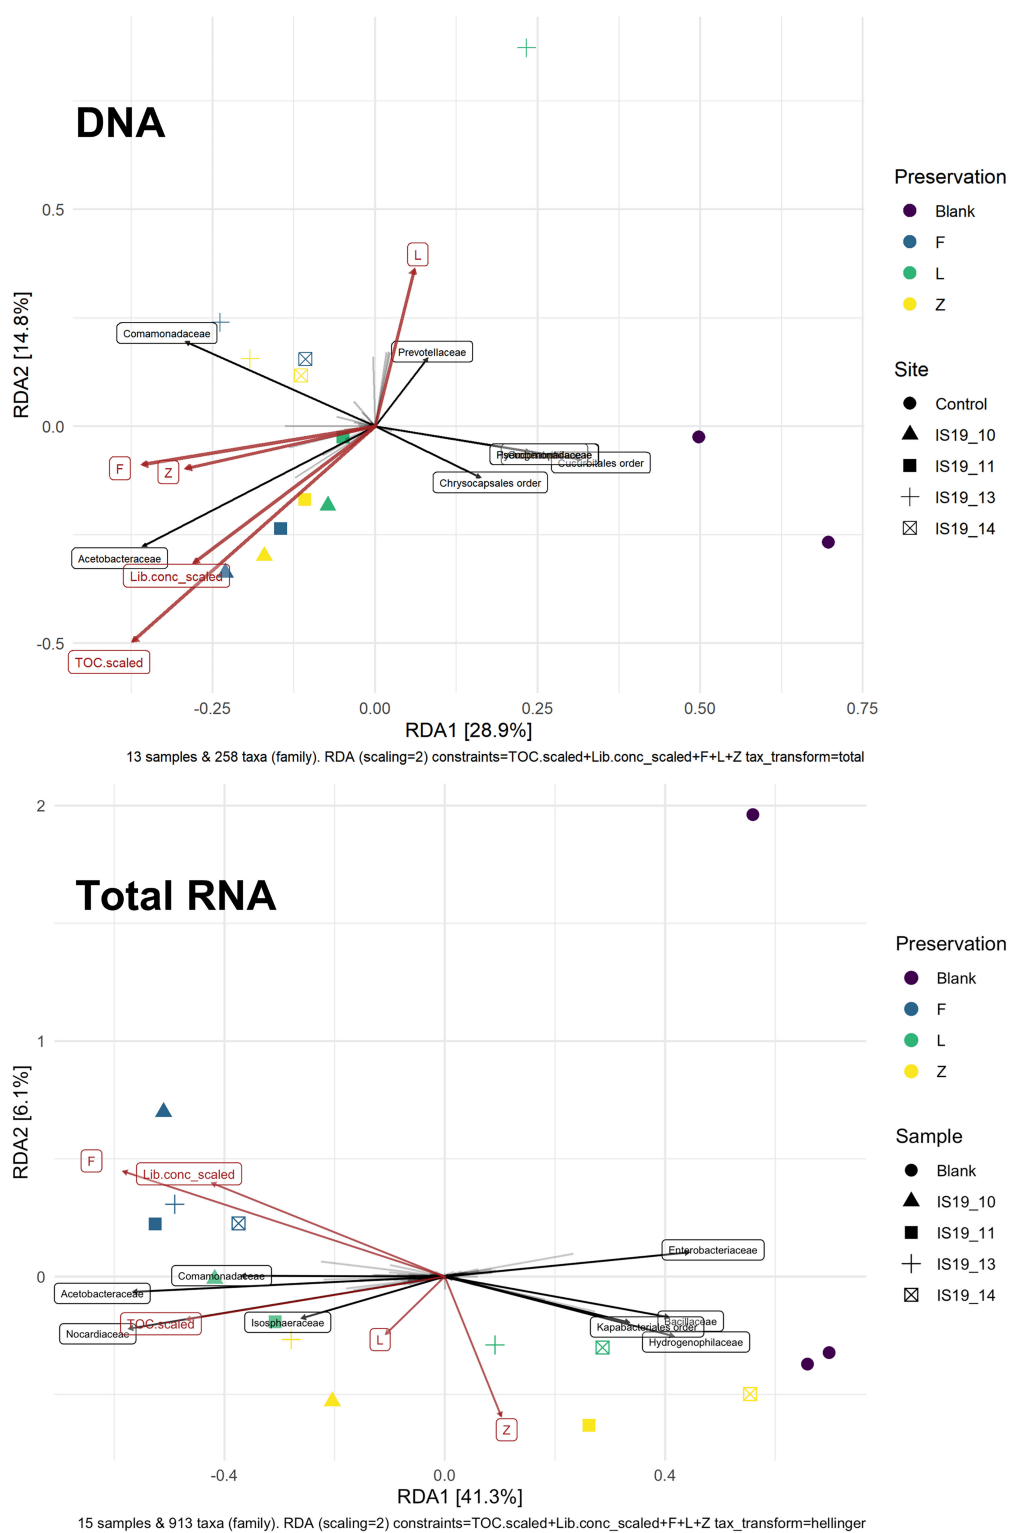 DNA
0.5
0.0
-0.5
RDA2 [14.8%]
L
Comamonadaceae
Prevotellaceae
F
Z
Cucurbitales order
Chrysocapsales order
Acetobacteraceae
Lib.conc_scaled
TOC.scaled
-0.25
0.00
0.25
0.50
0.75
RDA1 [28.9%]
13 samples & 258 taxa (family). RDA (scaling=2) constraints=TOC.scaled+Lib.conc_scaled+F+L+Z tax_transform=total
Preservation
Blank
F
L
Z
Site
Control
IS19_10
IS19_11
IS19_13
IS19_14
Total RNA
2
1
0
RDA2 [6.1%]
F
Lib.conc_scaled
Enterobacteriaceae
Comamonadaceae
Acetobacteraceae
TOC.scaled
Nocardiaceae
Isosphaeraceae
L
Bacillaceae
Kapabacteriales order
Hydrogenophilaceae
Z
-0.4
0.0
0.4
RDA1 [41.3%]
15 samples & 913 taxa (family). RDA (scaling=2) constraints=TOC.scaled+Lib.conc_scaled+F+L+Z tax_transform=hellinger
Preservation
Blank
F
L
Z
Sample
Blank
IS19_10
IS19_11
IS19_13
IS19_14